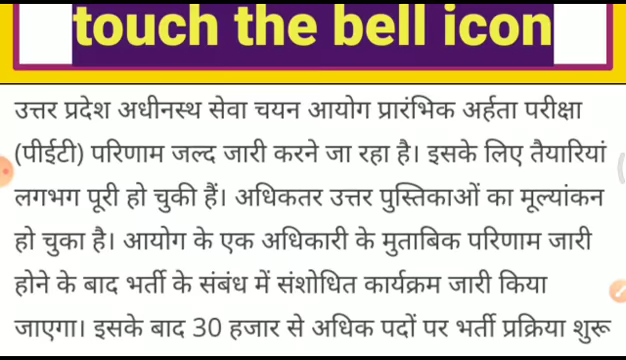 touch the bell icon
उत्तर प्रदेश अधीनस्थ सेवा चयन आयोग प्रारंभिक अर्हता परीक्षा
(पीईटी) परिणाम जल्द जारी करने जा रहा है। इसके लिए तैयारियां
लगभग पूरी हो चुकी हैं। अधिकतर उत्तर पुस्तिकाओं का मूल्यांकन
हो चुका है। आयोग के एक अधिकारी के मुताबिक परिणाम जारी
होने के बाद भर्ती के संबंध में संशोधित कार्यक्रम जारी किया
जाएगा। इसके बाद 30 हजार से अधिक पदों पर भर्ती प्रक्रिया शुरू